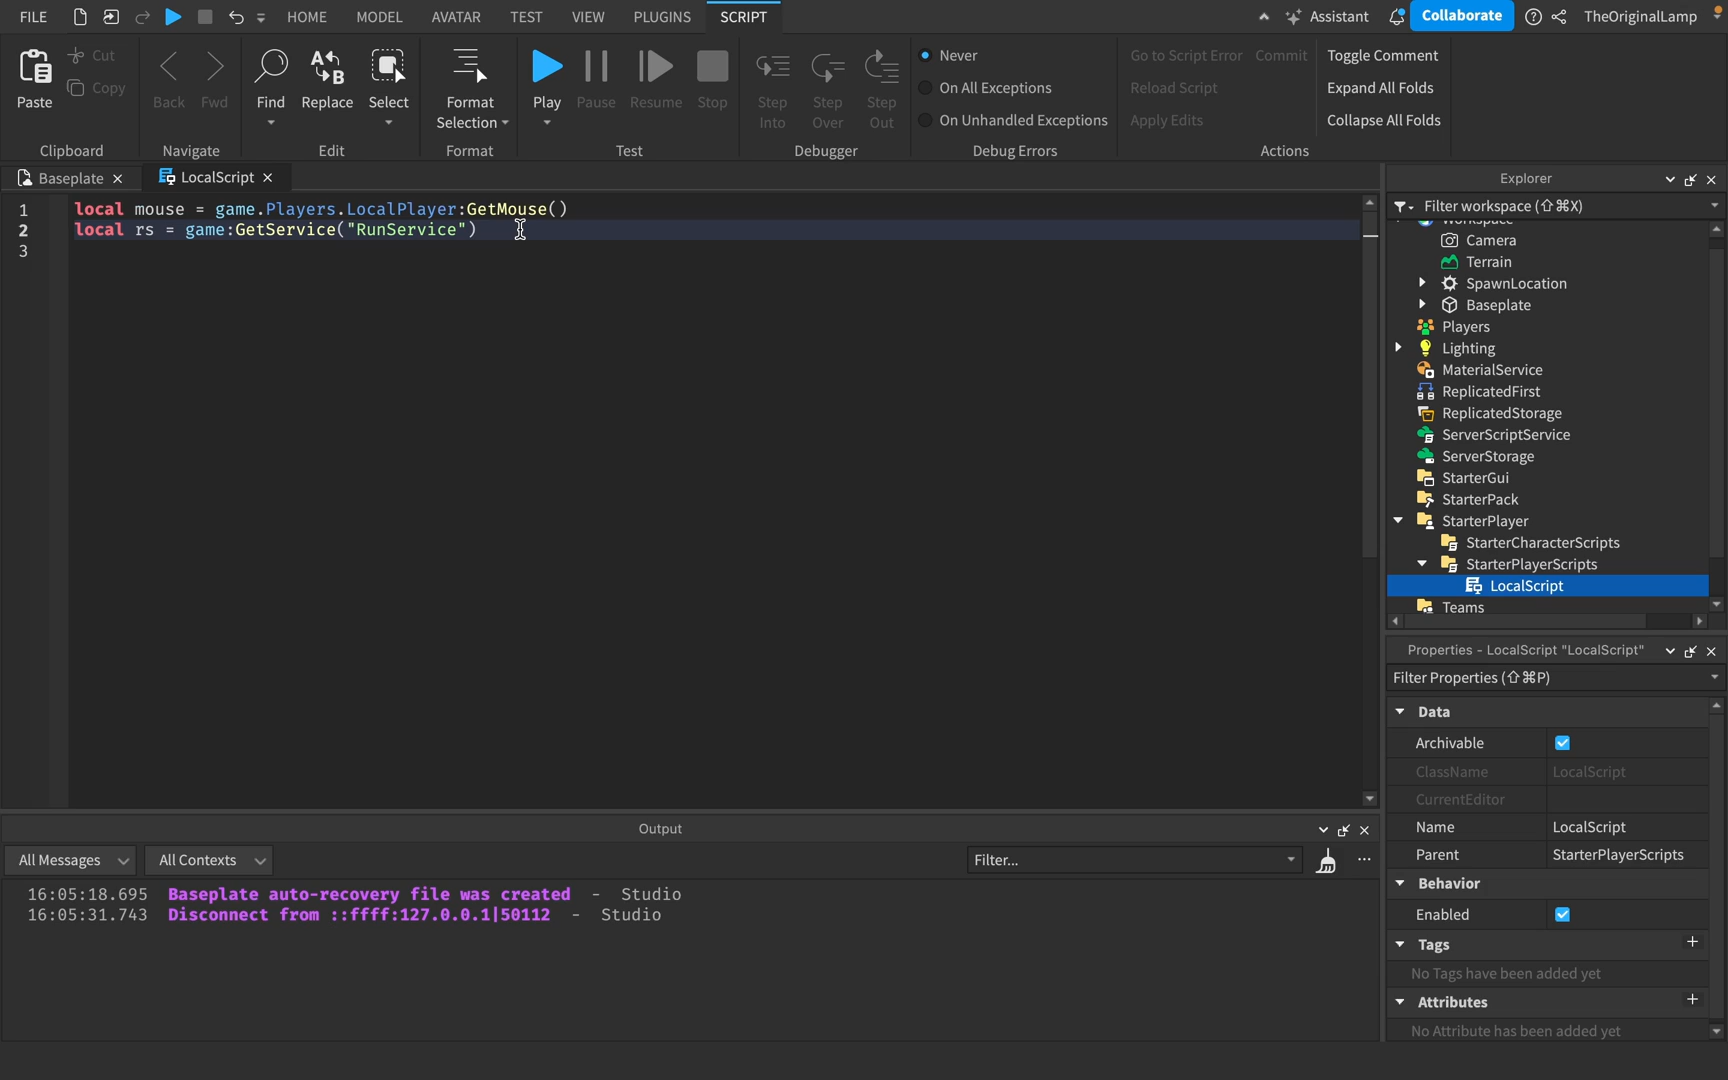 FILE HOME MODEL AVATAR TEST VIEW PLUGINS SCRIPT Assistant Collaborate TheOriginalLamp
Paste Cut Copy
Clipboard
Back Fwd
Navigate
Find Replace Select
Edit
Format Selection
Format
Play Pause Resume Stop
Test
Step Into Step Over Step Out
Debugger
Never
On All Exceptions
On Unhandled Exceptions
Debug Errors
Go to Script Error Commit Toggle Comment
Reload Script Expand All Folds
Apply Edits Collapse All Folds
Actions
Baseplate LocalScript
1 local mouse = game.Players.LocalPlayer:GetMouse()
2 local rs = game:GetService("RunService")
3
Explorer
Filter workspace (⇧⌘X)
Workspace
Camera
Terrain
SpawnLocation
Baseplate
Players
Lighting
MaterialService
ReplicatedFirst
ReplicatedStorage
ServerScriptService
ServerStorage
StarterGui
StarterPack
StarterPlayer
StarterCharacterScripts
StarterPlayerScripts
LocalScript
Teams
Properties - LocalScript "LocalScript"
Filter Properties (⇧⌘P)
Data
Archivable
ClassName LocalScript
CurrentEditor
Name LocalScript
Parent StarterPlayerScripts
Behavior
Enabled
Tags +
No Tags have been added yet
Attributes +
No Attribute has been added yet
Output
All Messages All Contexts Filter...
16:05:18.695 Baseplate auto-recovery file was created - Studio
16:05:31.743 Disconnect from ::ffff:127.0.0.1|50112 - Studio